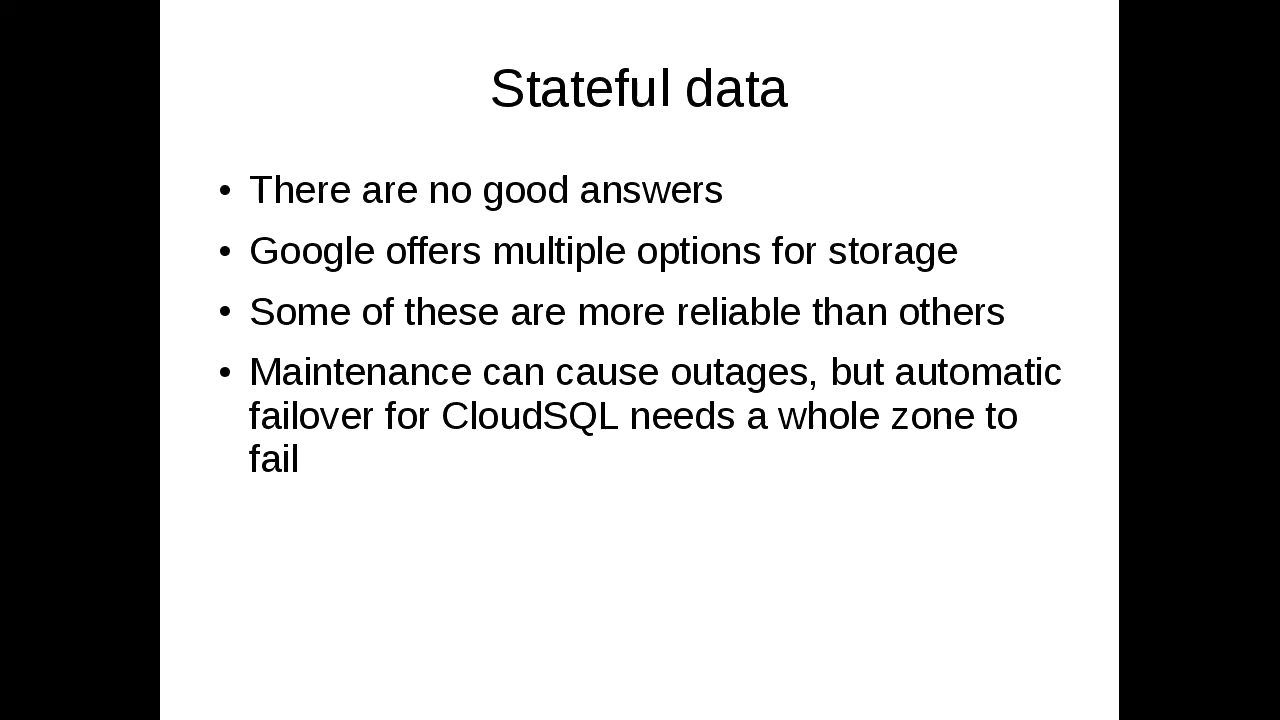 Stateful data
• There are no good answers
• Google offers multiple options for storage
• Some of these are more reliable than others
• Maintenance can cause outages, but automatic
failover for CloudSQL needs a whole zone to
fail